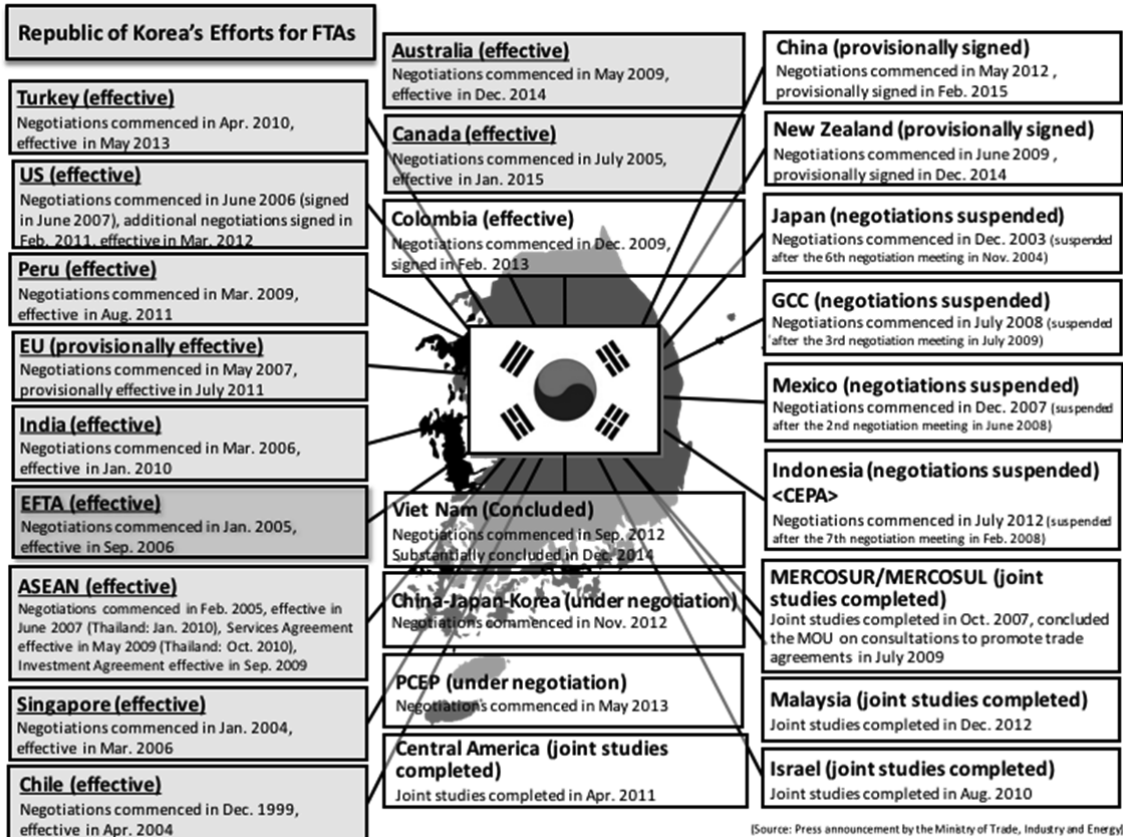 Republic of Korea's Efforts for FTAs
Turkey (effective)
Negotiations commenced in Apr. 2010,
effective in May 2013
US (effective)
Negotiations commenced in June 2006 (signed
in June 2007), additional negotiations signed in
Feb. 2011, effective in Mar. 2012
Peru (effective)
Negotiations commenced in Mar. 2009,
effective in Aug. 2011
EU (provisionally effective)
Negotiations commenced in May 2007,
provisionally effective in July 2011
India (effective)
Negotiations commenced in Mar. 2006,
effective in Jan. 2010
EFTA (effective)
Negotiations commenced in Jan. 2005,
effective in Sep. 2006
ASEAN (effective)
Negotiations commenced in Feb. 2005, effective in
June 2007 (Thailand: Jan. 2010), Services Agreement
effective in May 2009 (Thailand: Oct. 2010),
Investment Agreement effective in Sep. 2009
Singapore (effective)
Negotiations commenced in Jan. 2004,
effective in Mar. 2006
Chile (effective)
Negotiations commenced in Dec. 1999,
effective in Apr. 2004
Australia (effective)
Negotiations commenced in May 2009,
effective in Dec. 2014
Canada (effective)
Negotiations commenced in July 2005,
effective in Jan. 2015
Colombia (effective)
Negotiations commenced in Dec. 2009,
signed in Feb. 2013
Viet Nam (Concluded)
Negotiations commenced in Sep. 2012
Substantially concluded in Dec. 2014
China-Japan-Korea (under negotiation)
Negotiations commenced in Nov. 2012
PCEP (under negotiation)
Negotiations commenced in May 2013
Central America (joint studies
completed)
Joint studies completed in Apr. 2011
China (provisionally signed)
Negotiations commenced in May 2012 ,
provisionally signed in Feb. 2015
New Zealand (provisionally signed)
Negotiations commenced in June 2009 ,
provisionally signed in Dec. 2014
Japan (negotiations suspended)
Negotiations commenced in Dec. 2003 (suspended
after the 6th negotiation meeting in Nov. 2004)
GCC (negotiations suspended)
Negotiations commenced in July 2008 (suspended
after the 3rd negotiation meeting in July 2009)
Mexico (negotiations suspended)
Negotiations commenced in Dec. 2007 (suspended
after the 2nd negotiation meeting in June 2008)
Indonesia (negotiations suspended)
<CEPA>
Negotiations commenced in July 2012 (suspended
after the 7th negotiation meeting in Feb. 2008)
MERCOSUR/MERCOSUL (joint
studies completed)
Joint studies completed in Oct. 2007, concluded
the MOU on consultations to promote trade
agreements in July 2009
Malaysia (joint studies completed)
Joint studies completed in Dec. 2012
Israel (joint studies completed)
Joint studies completed in Aug. 2010
(Source: Press announcement by the Ministry of Trade, Industry and Energy)